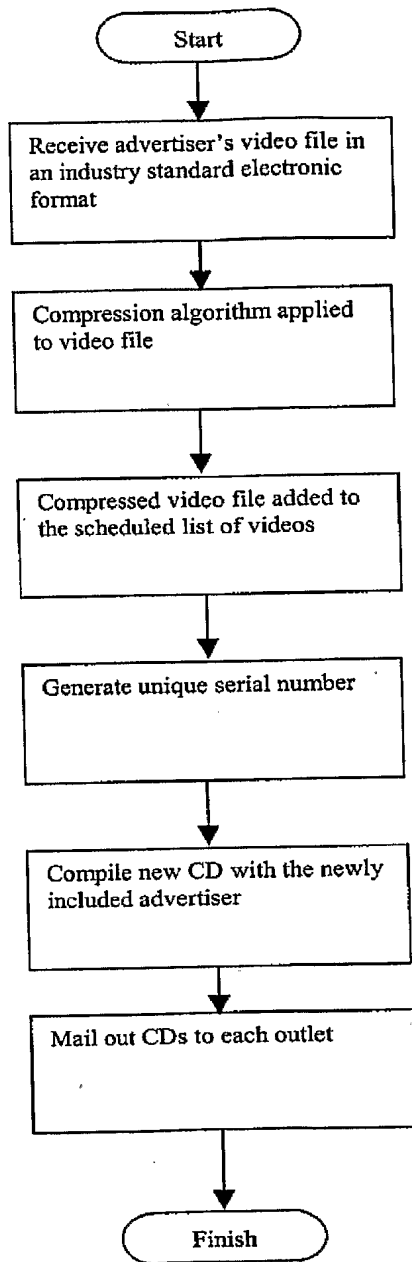 Start
Receive advertiser's video file in
an industry standard electronic
format
Compression algorithm applied
to video file
Compressed video file added to
the scheduled list of videos
Generate unique serial number
Compile new CD with the newly
included advertiser
Mail out CDs to each outlet
Finish